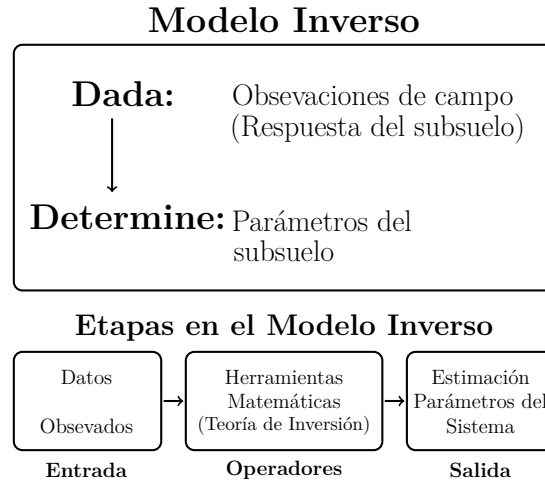 Modelo Inverso
Dada: Obsevaciones de campo
(Respuesta del subsuelo)
Determine: Parámetros del
subsuelo
Etapas en el Modelo Inverso
Datos
Obsevados
Entrada
Herramientas
Matemáticas
(Teoría de Inversión)
Operadores
Estimación
Parámetros del
Sistema
Salida